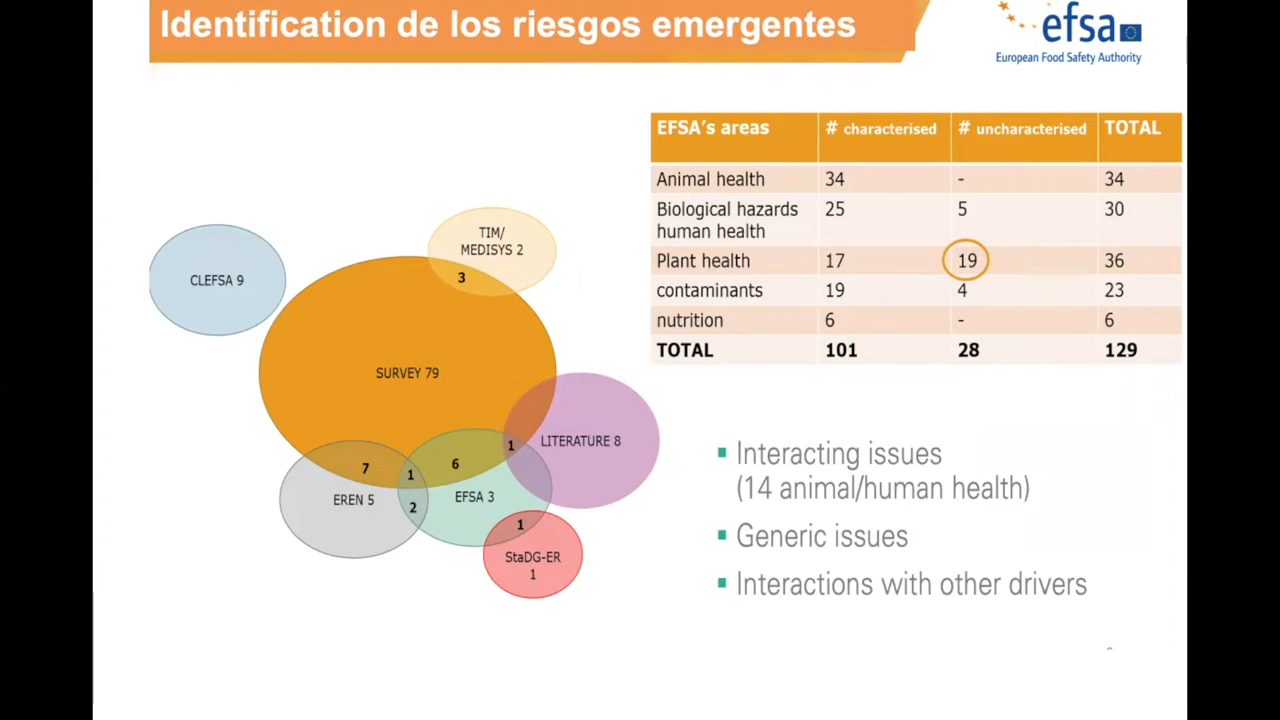 Identification de los riesgos emergentes
efsa
European Food Safety Authority
EFSA's areas # characterised # uncharacterised TOTAL
Animal health 34 - 34
Biological hazards 25 5 30
human health
Plant health 17 19 36
contaminants 19 4 23
nutrition 6 - 6
TOTAL 101 28 129
TIM/
MEDISYS 2
3
CLEFSA 9
SURVEY 79
LITERATURE 8
1
7
1
6
EREN 5
2
EFSA 3
1
StaDG-ER
1
Interacting issues
(14 animal/human health)
Generic issues
Interactions with other drivers